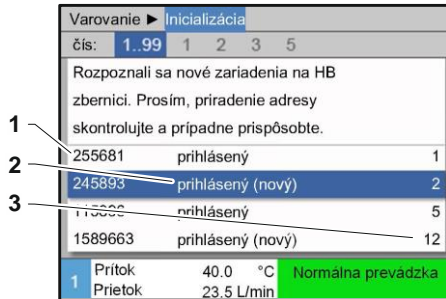 Varovanie ► Inicializácia
čís: 1..99 1 2 3 5
Rozpoznali sa nové zariadenia na HB
zbernici. Prosím, priradenie adresy
skontrolujte a prípadne prispôsobte.
1
255681 prihlásený 1
2
245893 prihlásený (nový) 2
3
prihlásený 5
1589663 prihlásený (nový) 12
1 Prítok 40.0 °C Normálna prevádzka
Prietok 23.5 L/min